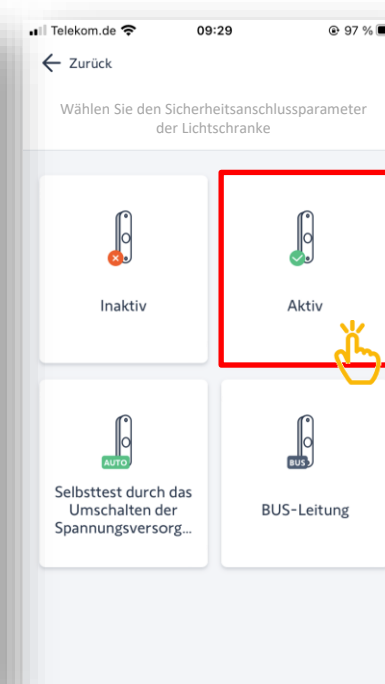 Telekom.de 09:29 97 %
Zurück
Wählen Sie den Sicherheitsanschlussparameter
der Lichtschranke
Inaktiv
Aktiv
AUTO
BUS
Selbsttest durch das
Umschalten der
Spannungsversorg...
BUS-Leitung